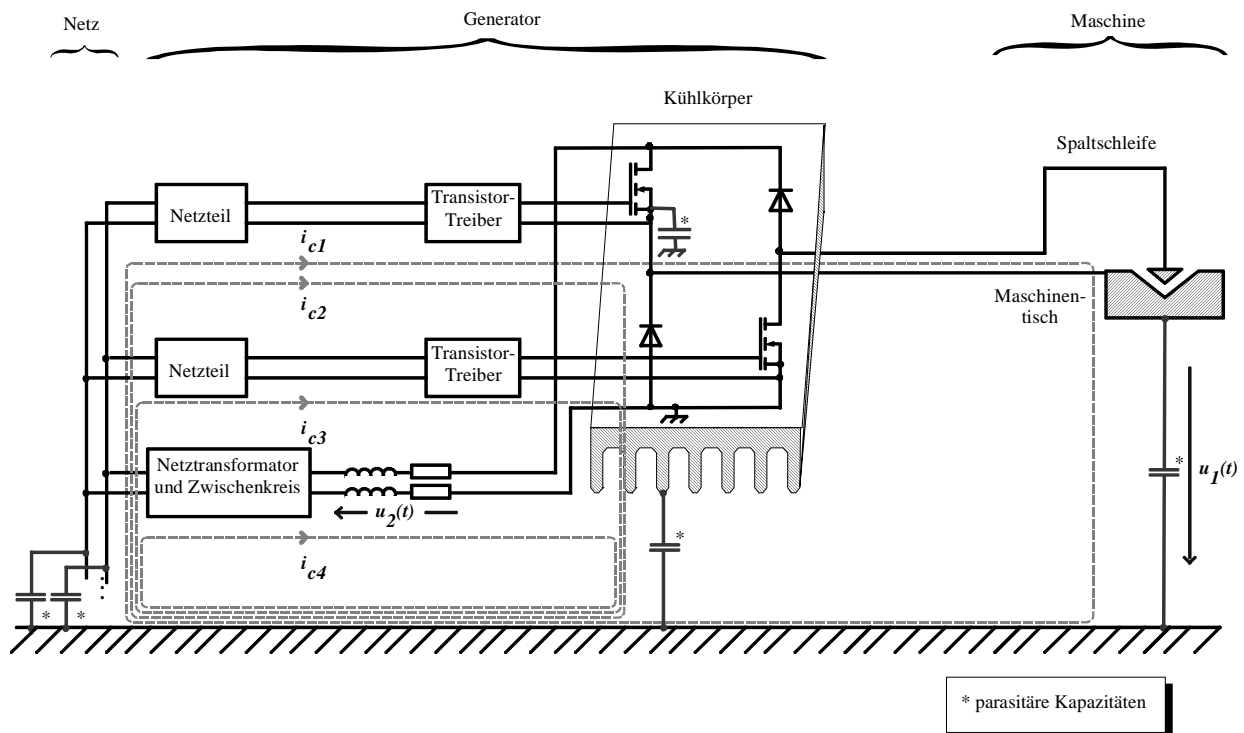 Netz
Generator
Maschine
Kühlkörper
Spaltschleife
Netzteil
Transistor-
Treiber
*
i_c1
i_c2
Maschinen-
tisch
Netzteil
Transistor-
Treiber
i_c3
Netztransformator
und Zwischenkreis
u_2(t)
*
u_1(t)
i_c4
*
* *
* parasitäre Kapazitäten